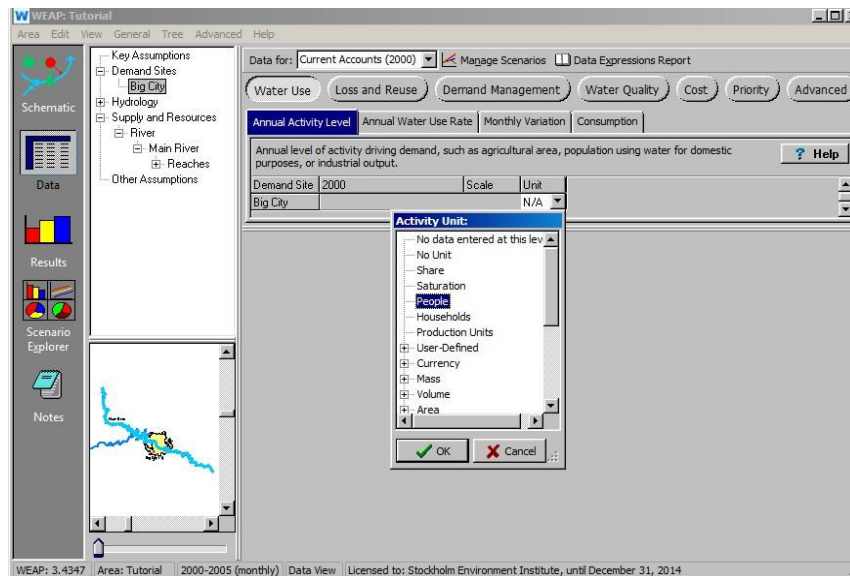 WEAP: Tutorial
Area Edit View General Tree Advanced Help
Schematic
Data
Results
Scenario
Explorer
Notes
Key Assumptions
Demand Sites
Big City
Hydrology
Supply and Resources
River
Main River
Reaches
Other Assumptions
Data for: Current Accounts (2000) Manage Scenarios Data Expressions Report
Water Use Loss and Reuse Demand Management Water Quality Cost Priority Advanced
Annual Activity Level Annual Water Use Rate Monthly Variation Consumption
Annual level of activity driving demand, such as agricultural area, population using water for domestic
purposes, or industrial output.
? Help
Demand Site 2000 Scale Unit
Big City N/A
Activity Unit:
No data entered at this lev
No Unit
Share
Saturation
People
Households
Production Units
User-Defined
Currency
Mass
Volume
Area
OK Cancel
WEAP: 3.4347 Area: Tutorial 2000-2005 (monthly) Data View Licensed to: Stockholm Environment Institute, until December 31, 2014